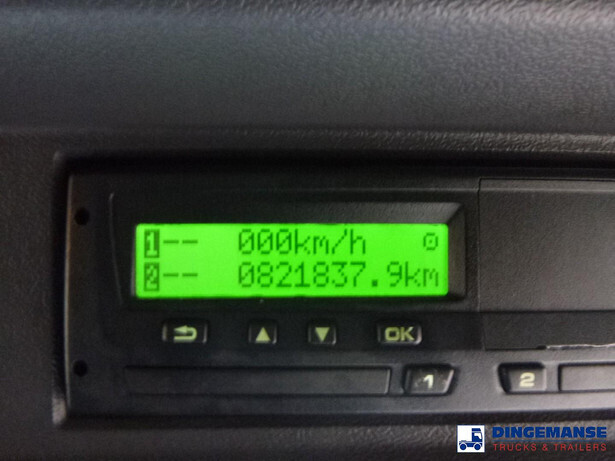 1-- 000km/h
2-- 0821837.9km
OK
1
2
DINGEMANSE
TRUCKS & TRAILERS